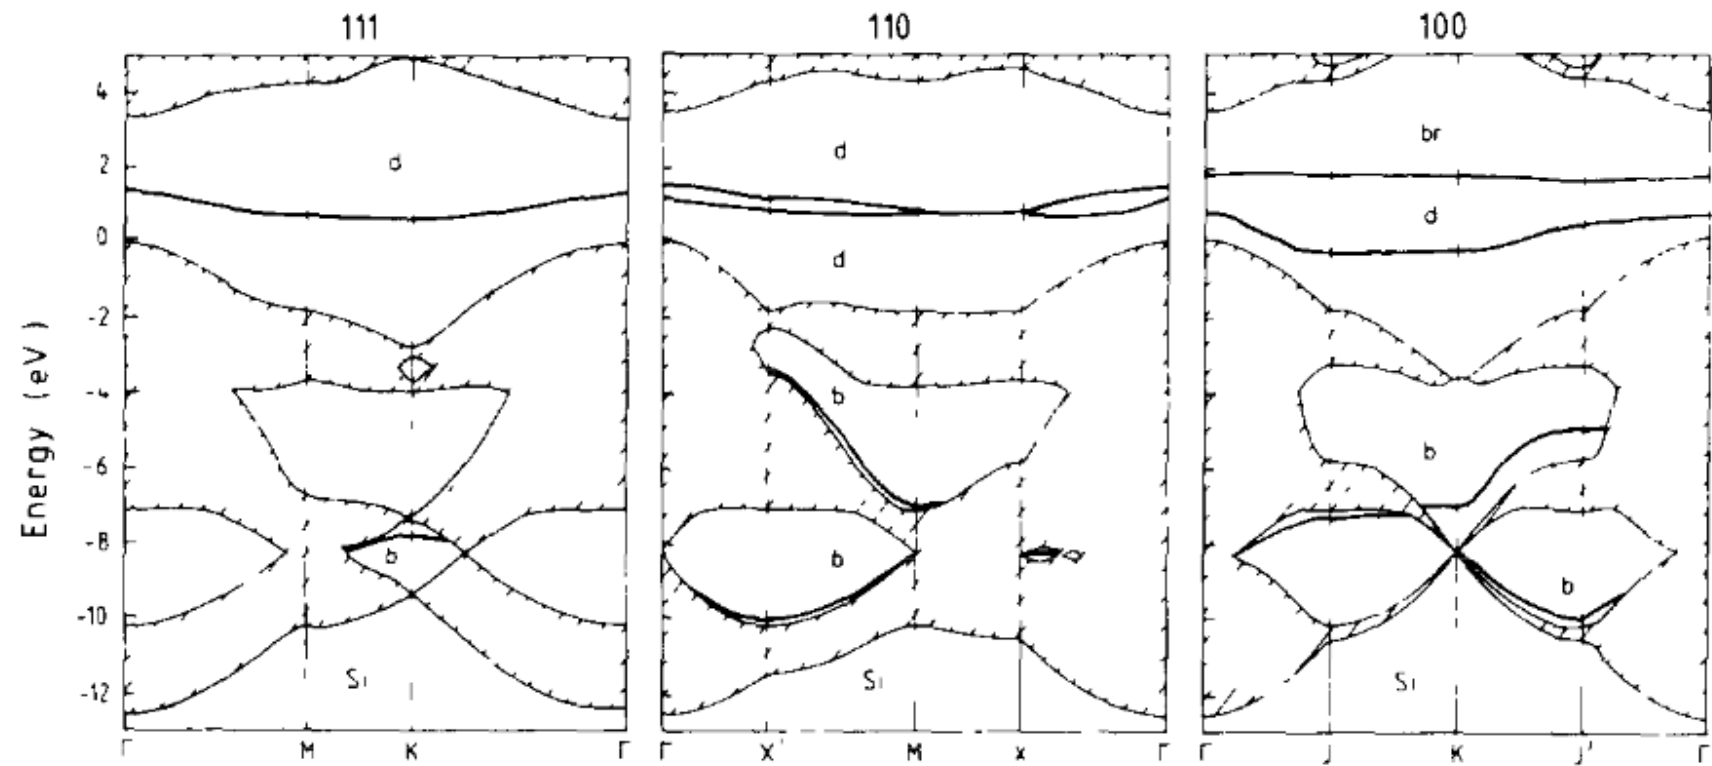 111 110 100
Energy (eV)
4
2
0
-2
-4
-6
-8
-10
-12
d
b
Si
Γ M K Γ
d
d
b
b
Si
Γ X' M X Γ
br
d
b
b
Si
Γ J K J' Γ